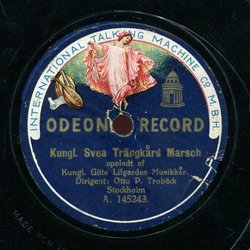 INTERNATIONAL TALKING MACHINE Co M.B.H.
ODEON RECORD
Kungl. Svea Trängkårs Marsch
speladt af
Kungl. Göta Lifgardes Musikkår.
Dirigent: Otto P. Trobäck
Stockholm
A. 145243.